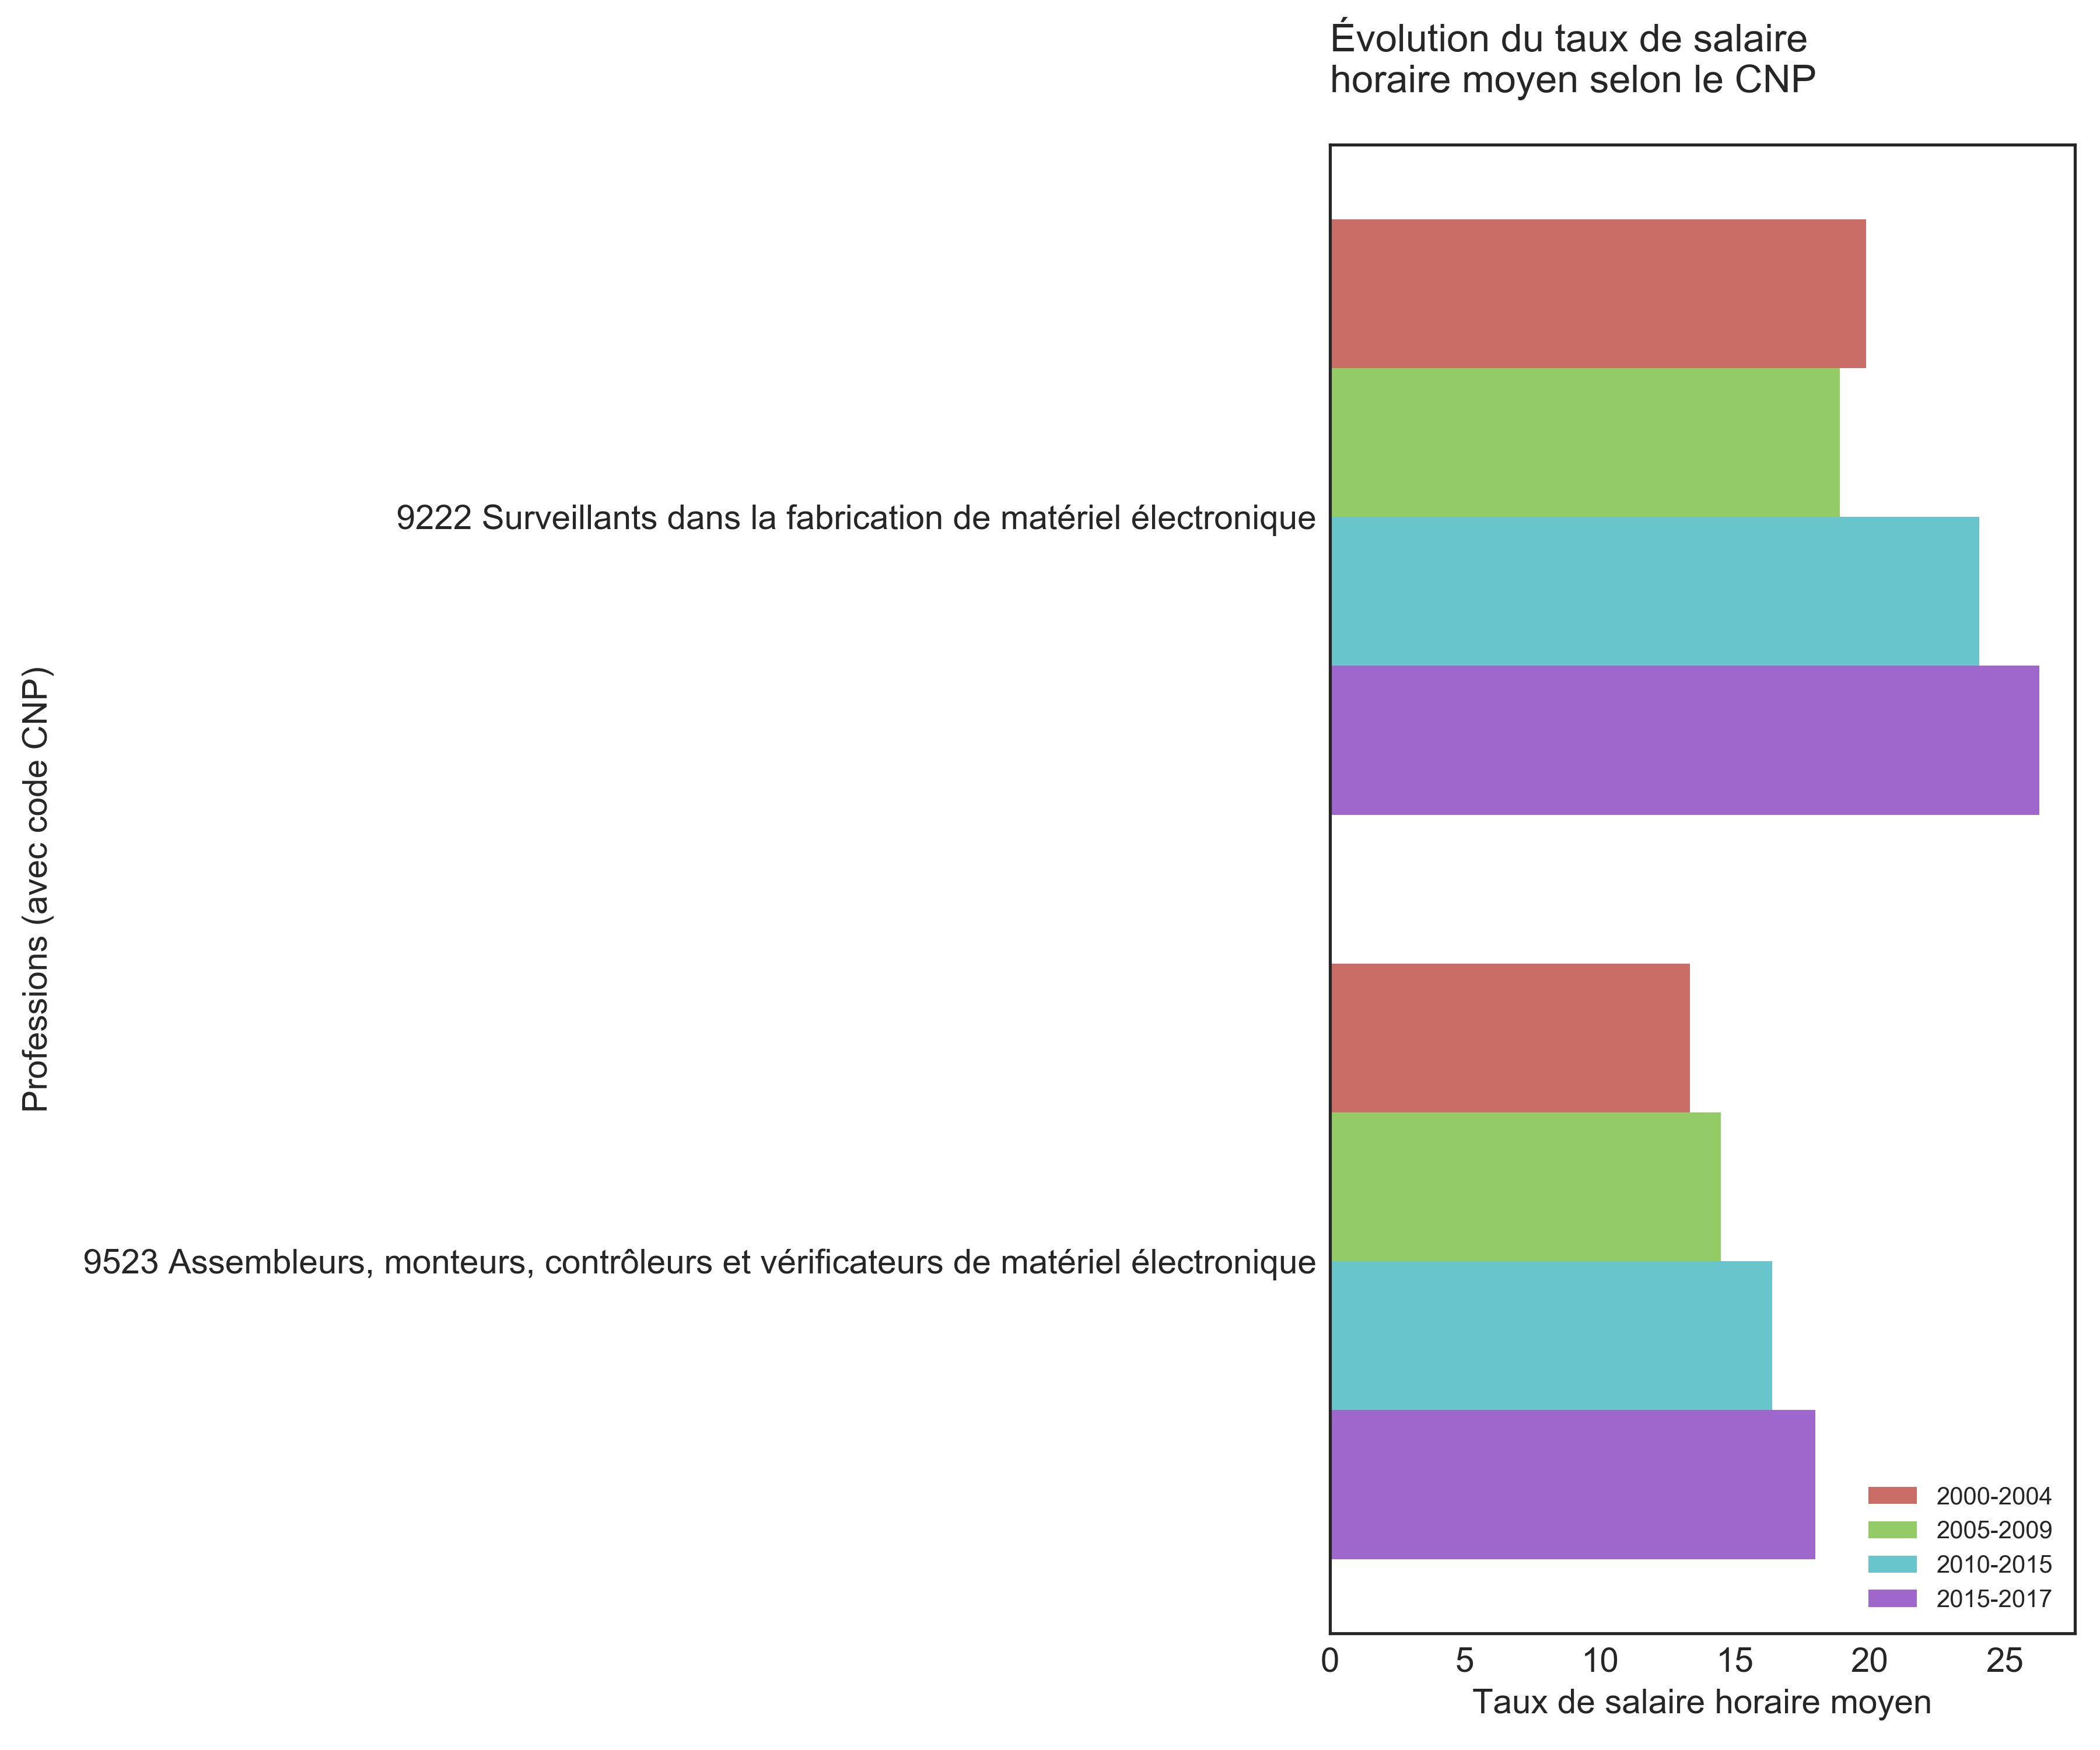 Évolution du taux de salaire
horaire moyen selon le CNP
Professions (avec code CNP)
9222 Surveillants dans la fabrication de matériel électronique
9523 Assembleurs, monteurs, contrôleurs et vérificateurs de matériel électronique
2000-2004
2005-2009
2010-2015
2015-2017
0 5 10 15 20 25
Taux de salaire horaire moyen